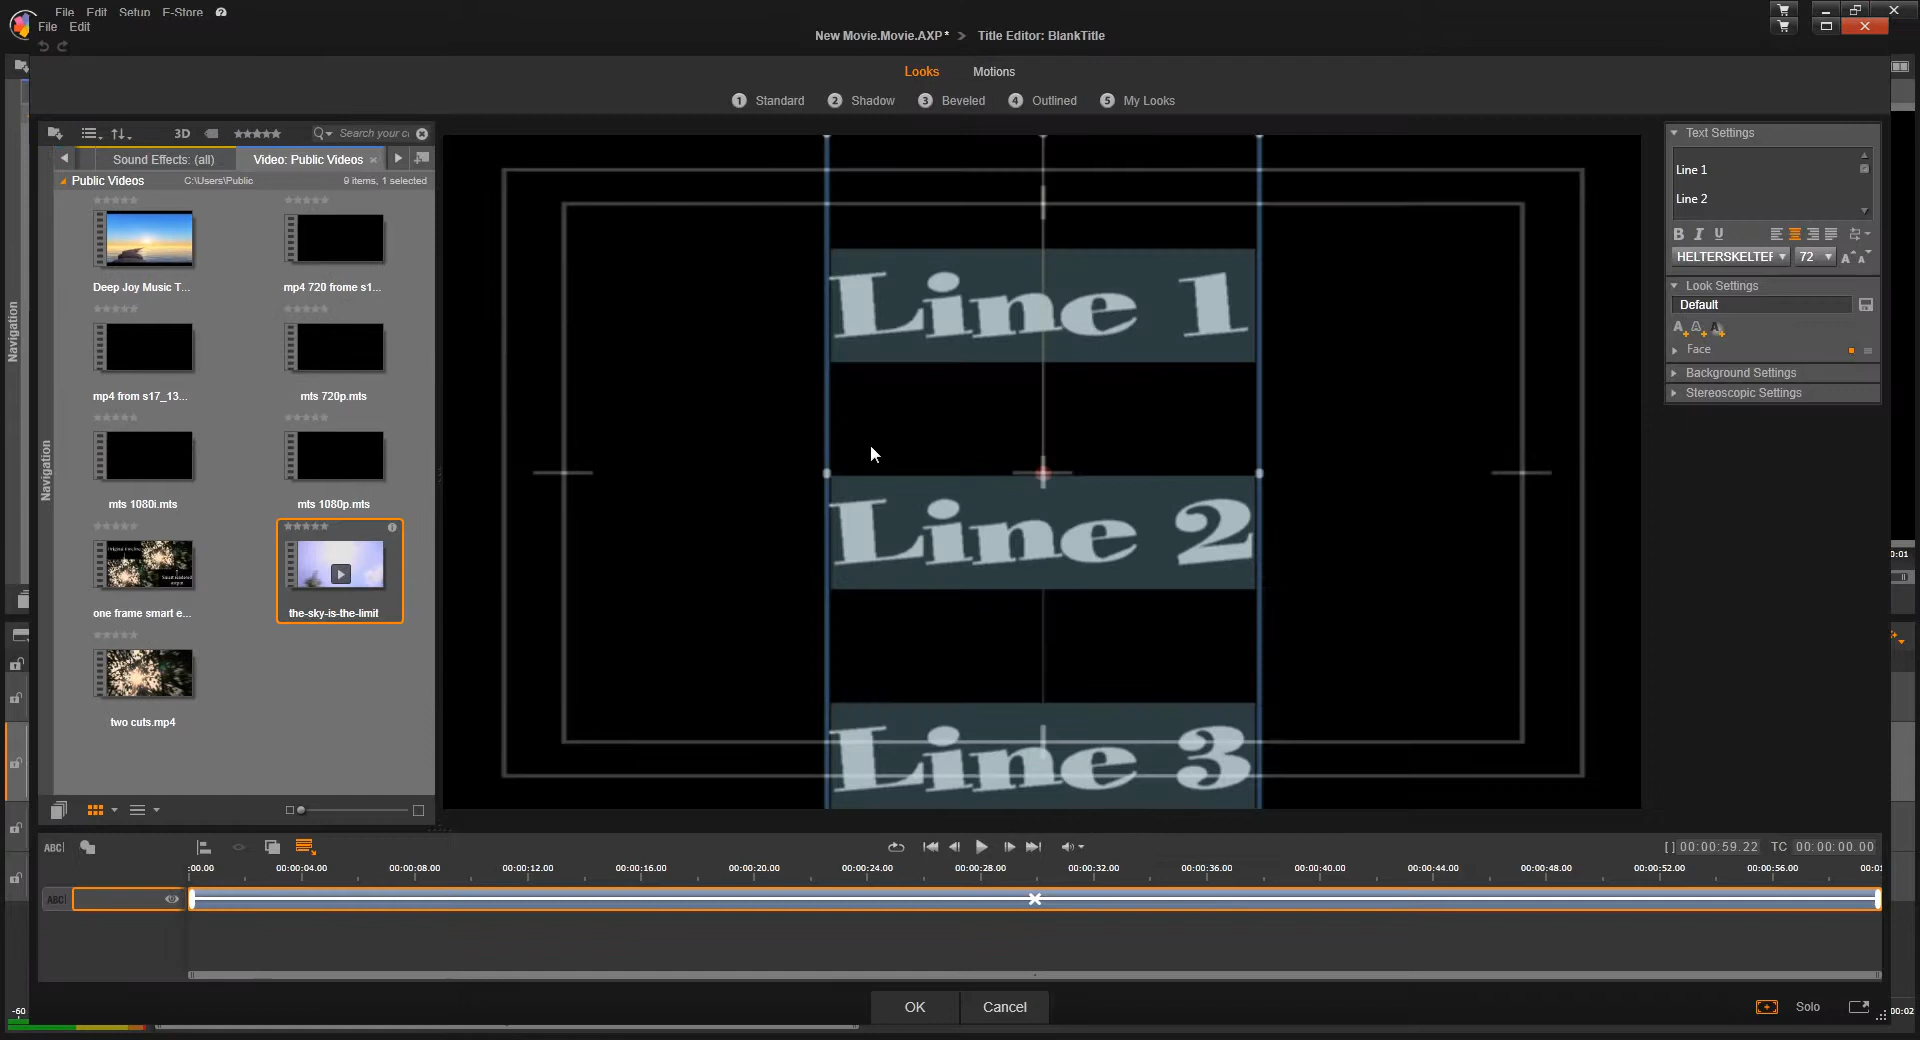 File Edit Setup E-Store ?
File Edit
New Movie.Movie.AXP* > Title Editor: BlankTitle
Looks Motions
1 Standard 2 Shadow 3 Beveled 4 Outlined 5 My Looks
3D
Sound Effects: (all) Video: Public Videos
Public Videos C:\Users\Public 9 items, 1 selected
Deep Joy Music T... mp4 720 frome s1...
mp4 from s17_13... mts 720p.mts
mts 1080i.mts mts 1080p.mts
one frame smart e... the-sky-is-the-limit
two cuts.mp4
Navigation
Navigation
Line 1
Line 2
Line 3
Text Settings
Line 1
Line 2
B I U
HELTERSKELTER 72
Look Settings
Default
Face
Background Settings
Stereoscopic Settings
ABC
[ ] 00:00:59.22 TC 00:00:00.00
:00.00 00:00:04.00 00:00:08.00 00:00:12.00 00:00:16.00 00:00:20.00 00:00:24.00 00:00:28.00 00:00:32.00 00:00:36.00 00:00:40.00 00:00:44.00 00:00:48.00 00:00:52.00 00:00:56.00 00:01
ABC
OK Cancel
Solo
-60
00:01
00:02